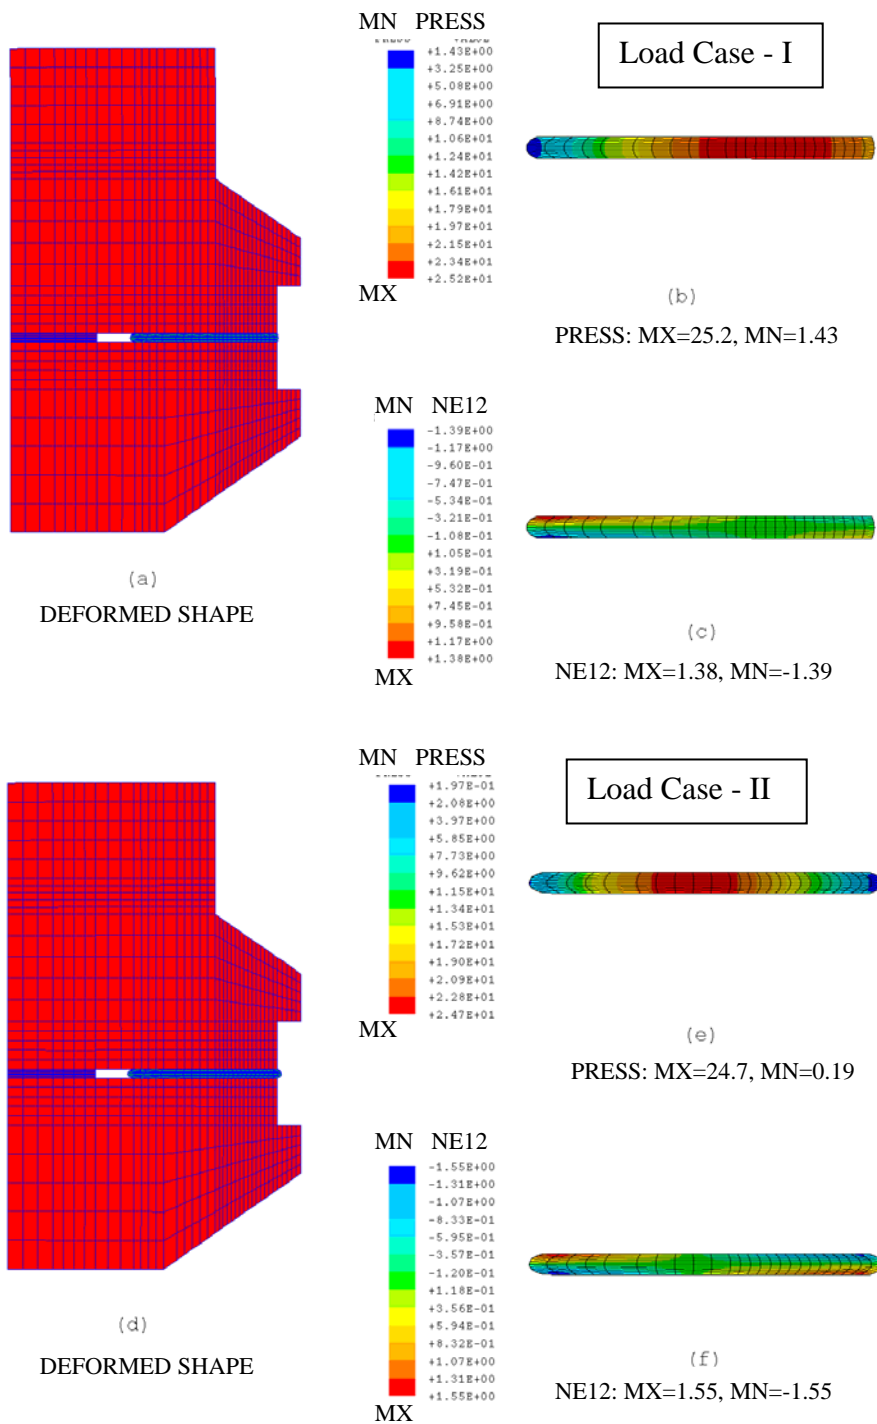 MN PRESS
+1.43E+00
+3.25E+00
+5.08E+00
+6.91E+00
+8.74E+00
+1.06E+01
+1.24E+01
+1.42E+01
+1.61E+01
+1.79E+01
+1.97E+01
+2.15E+01
+2.34E+01
+2.52E+01
MX
Load Case - I
(b)
PRESS: MX=25.2, MN=1.43
(a)
DEFORMED SHAPE
MN NE12
-1.39E+00
-1.17E+00
-9.60E-01
-7.47E-01
-5.34E-01
-3.21E-01
-1.08E-01
+1.05E-01
+3.19E-01
+5.32E-01
+7.45E-01
+9.58E-01
+1.17E+00
+1.38E+00
MX
(c)
NE12: MX=1.38, MN=-1.39
MN PRESS
+1.97E-01
+2.08E+00
+3.97E+00
+5.85E+00
+7.73E+00
+9.62E+00
+1.15E+01
+1.34E+01
+1.53E+01
+1.72E+01
+1.90E+01
+2.09E+01
+2.28E+01
+2.47E+01
MX
Load Case - II
(e)
PRESS: MX=24.7, MN=0.19
(d)
DEFORMED SHAPE
MN NE12
-1.55E+00
-1.31E+00
-1.07E+00
-8.33E-01
-5.95E-01
-3.57E-01
-1.20E-01
+1.18E-01
+3.56E-01
+5.94E-01
+8.32E-01
+1.07E+00
+1.31E+00
+1.55E+00
MX
(f)
NE12: MX=1.55, MN=-1.55